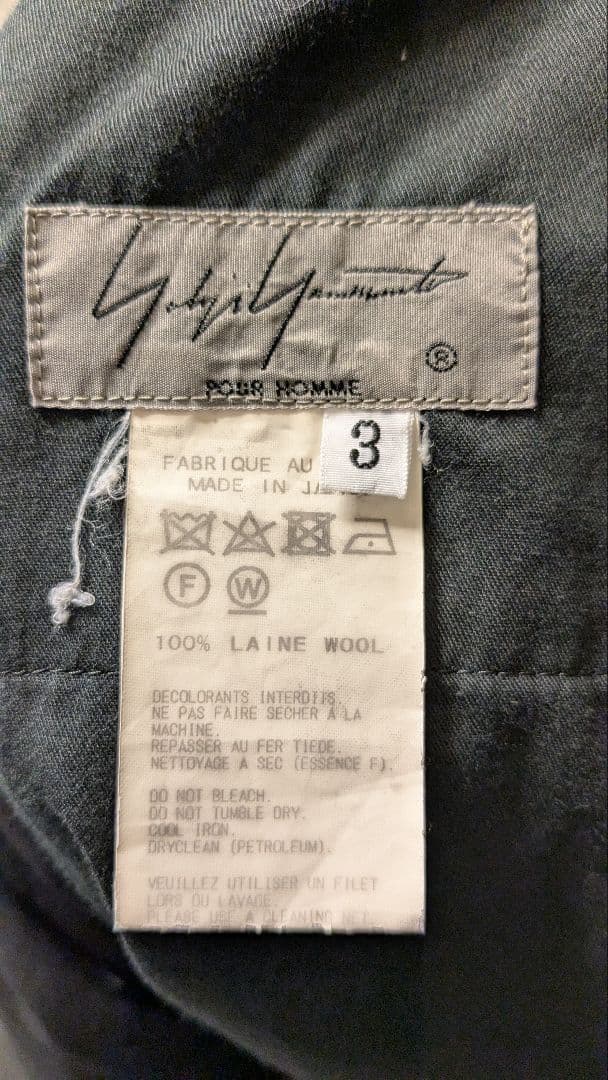 Yohji Yamamoto
®
POUR HOMME
3
FABRIQUE AU
MADE IN
F W
100% LAINE WOOL
DECOLORANTS INTERDITS.
NE PAS FAIRE SECHER A LA
MACHINE.
REPASSER AU FER TIEDE.
NETTOYAGE A SEC (ESSENCE F).
DO NOT BLEACH.
DO NOT TUMBLE DRY.
COOL IRON.
DRYCLEAN (PETROLEUM).
VEUILLEZ UTILISER UN FILET
LORS DU LAVAGE.
PLEASE USE A CLEANING NET.